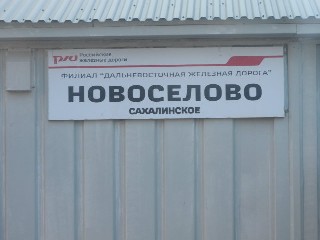 РЖД Российские
железные дороги
ФИЛИАЛ "ДАЛЬНЕВОСТОЧНАЯ ЖЕЛЕЗНАЯ ДОРОГА"
НОВОСЕЛОВО
САХАЛИНСКОЕ